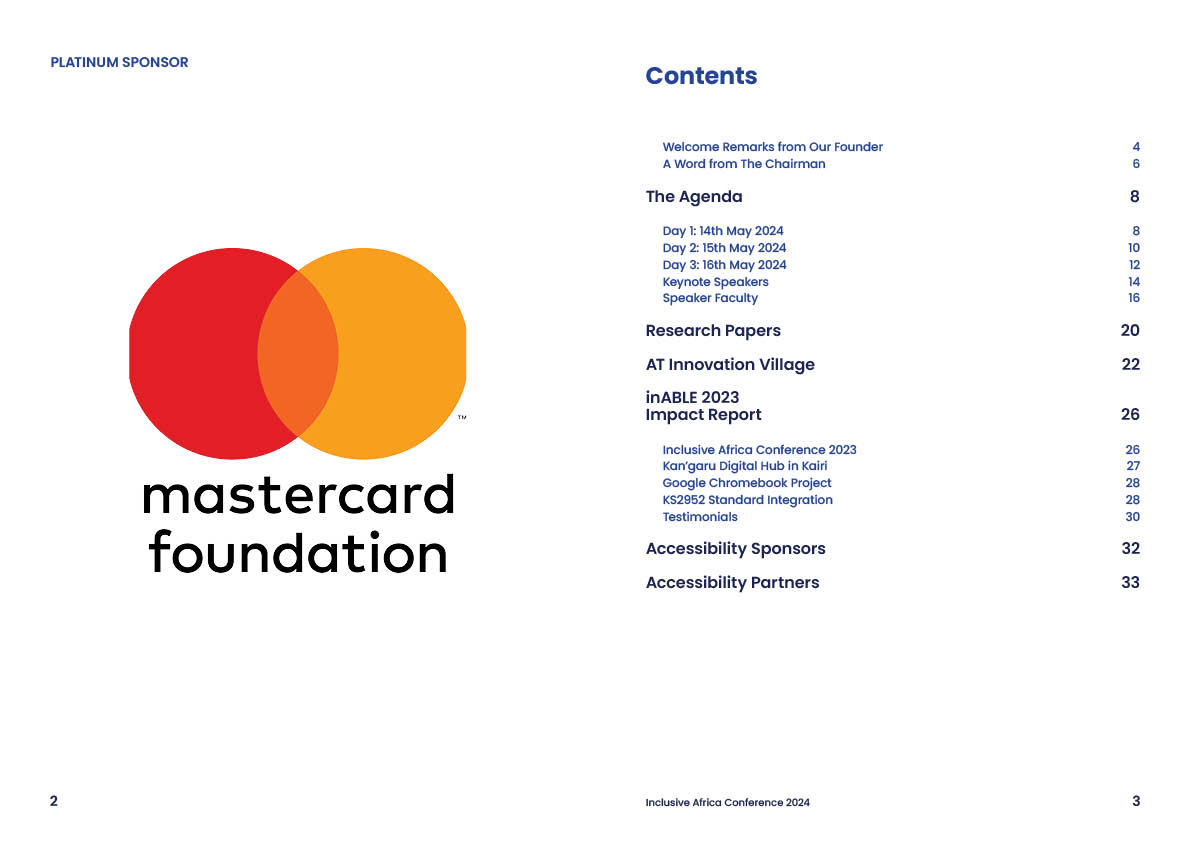 PLATINUM SPONSOR
™
mastercard
foundation
2
Contents
Welcome Remarks from Our Founder 4
A Word from The Chairman 6
The Agenda 8
Day 1: 14th May 2024 8
Day 2: 15th May 2024 10
Day 3: 16th May 2024 12
Keynote Speakers 14
Speaker Faculty 16
Research Papers 20
AT Innovation Village 22
inABLE 2023
Impact Report 26
Inclusive Africa Conference 2023 26
Kan’garu Digital Hub in Kairi 27
Google Chromebook Project 28
KS2952 Standard Integration 28
Testimonials 30
Accessibility Sponsors 32
Accessibility Partners 33
Inclusive Africa Conference 2024 3